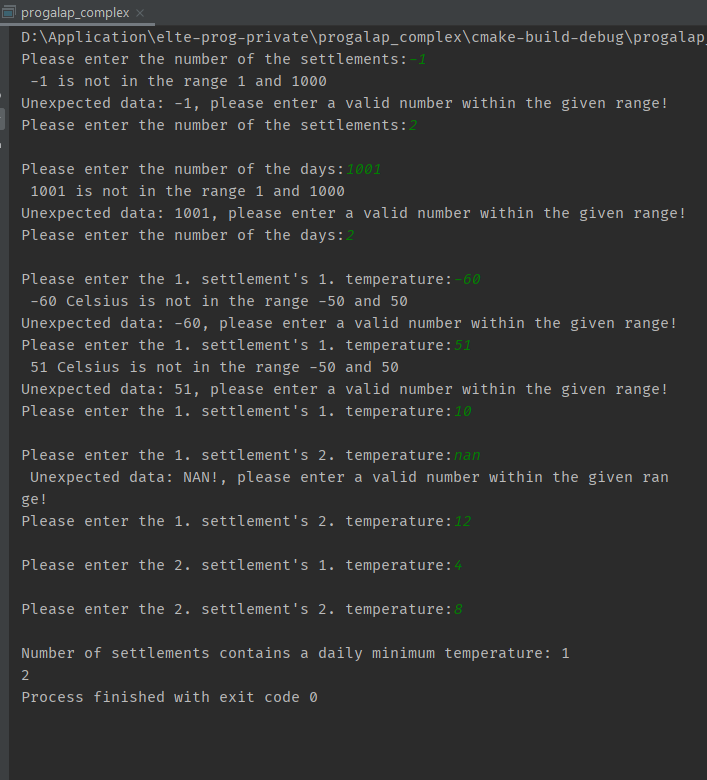 progalap_complex ×
D:\Application\elte-prog-private\progalap_complex\cmake-build-debug\progalap_
Please enter the number of the settlements:-1
 -1 is not in the range 1 and 1000
Unexpected data: -1, please enter a valid number within the given range!
Please enter the number of the settlements:2
Please enter the number of the days:1001
 1001 is not in the range 1 and 1000
Unexpected data: 1001, please enter a valid number within the given range!
Please enter the number of the days:2
Please enter the 1. settlement's 1. temperature:-60
 -60 Celsius is not in the range -50 and 50
Unexpected data: -60, please enter a valid number within the given range!
Please enter the 1. settlement's 1. temperature:51
 51 Celsius is not in the range -50 and 50
Unexpected data: 51, please enter a valid number within the given range!
Please enter the 1. settlement's 1. temperature:10
Please enter the 1. settlement's 2. temperature:nan
 Unexpected data: NAN!, please enter a valid number within the given ran
ge!
Please enter the 1. settlement's 2. temperature:12
Please enter the 2. settlement's 1. temperature:4
Please enter the 2. settlement's 2. temperature:8
Number of settlements contains a daily minimum temperature: 1
2
Process finished with exit code 0